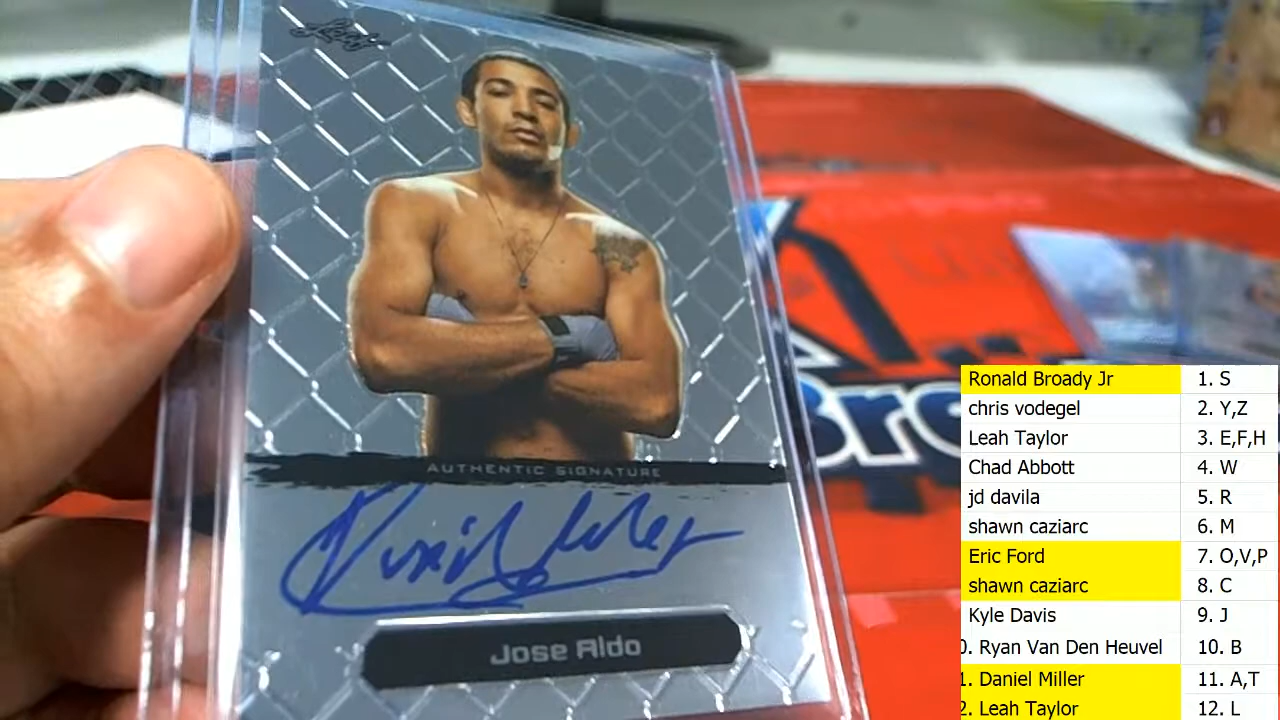 Leaf
AUTHENTIC SIGNATURE
Jose Aldo
Bre
Ronald Broady Jr 1. S
chris vodegel 2. Y,Z
Leah Taylor 3. E,F,H
Chad Abbott 4. W
jd davila 5. R
shawn caziarc 6. M
Eric Ford 7. O,V,P
shawn caziarc 8. C
Kyle Davis 9. J
0. Ryan Van Den Heuvel 10. B
1. Daniel Miller 11. A,T
2. Leah Taylor 12. L